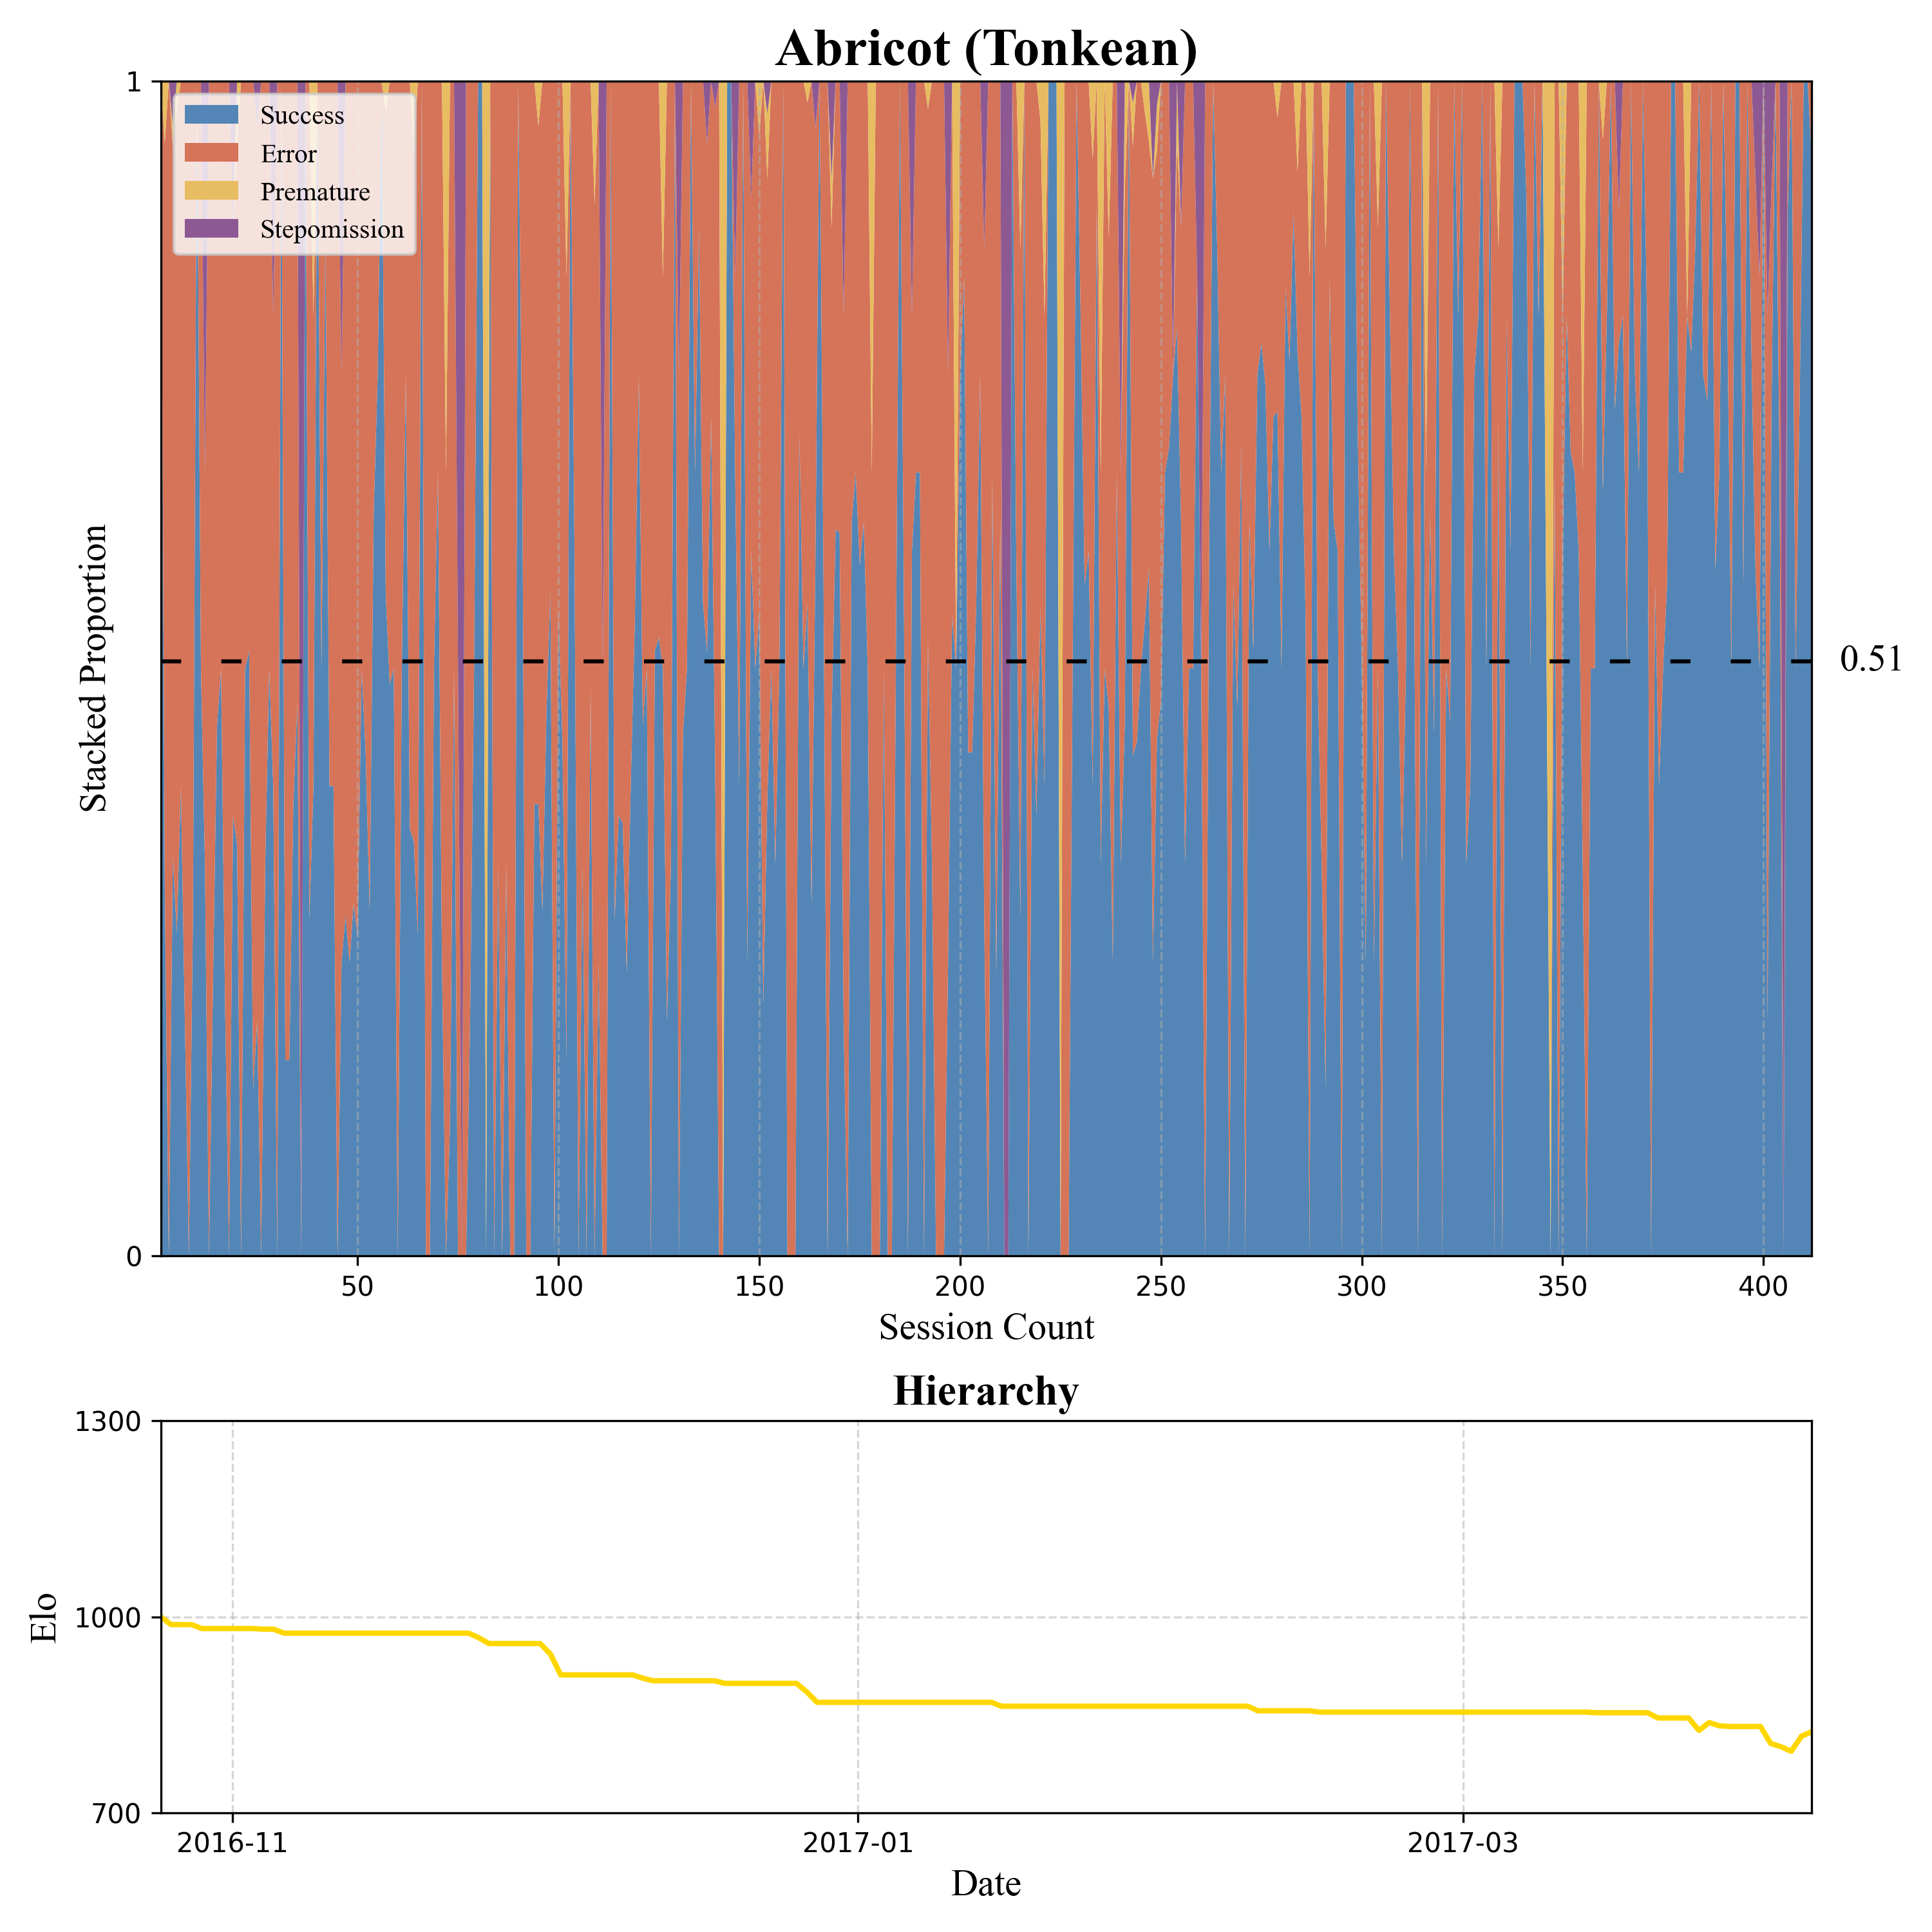 Abricot (Tonkean)
1
Success
Error
Premature
Stepomission
Stacked Proportion
0.51
0
50 100 150 200 250 300 350 400
Session Count
Hierarchy
1300
1000
700
Elo
2016-11 2017-01 2017-03
Date